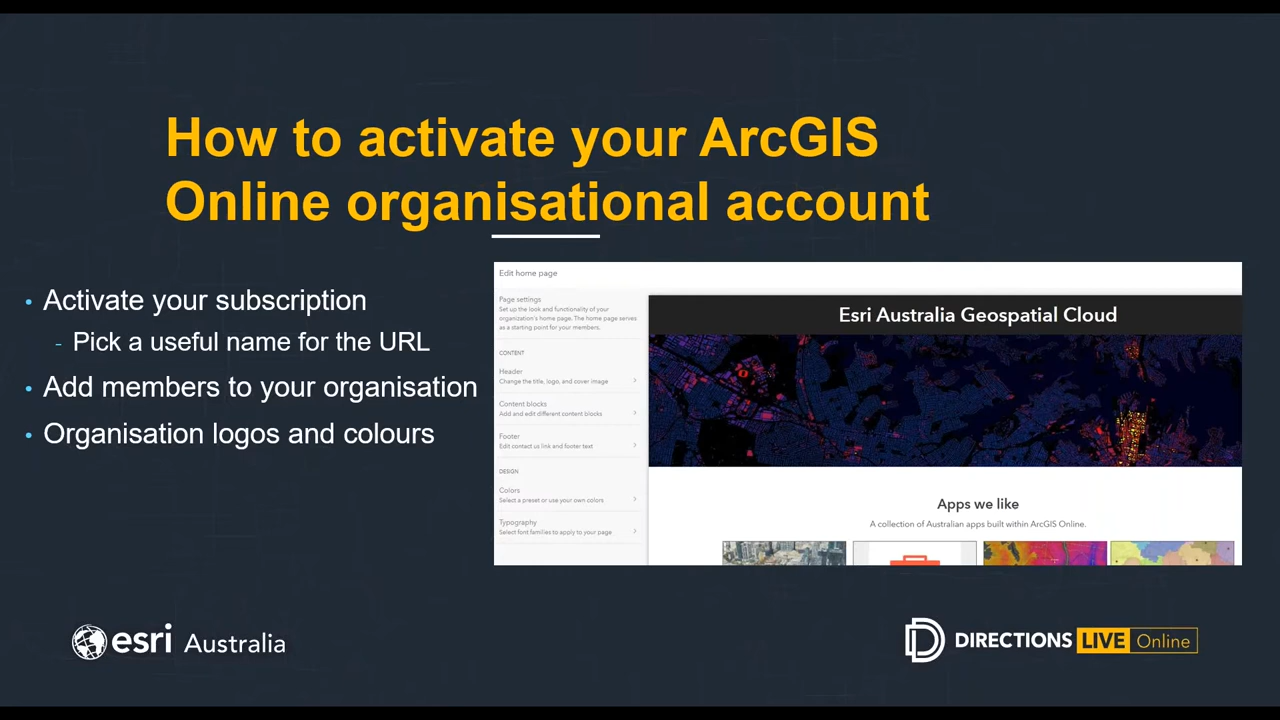 How to activate your ArcGIS
Online organisational account
• Activate your subscription
- Pick a useful name for the URL
• Add members to your organisation
• Organisation logos and colours
Edit home page
Page settings
Set up the look and functionality of your
organization's home page. The home page serves
as a starting point for your members.
CONTENT
Header
Change the title, logo, and cover image
Content blocks
Add and edit different content blocks
Footer
Edit contact us link and footer text
DESIGN
Colors
Select a preset or use your own colors
Typography
Select font families to apply to your page
Esri Australia Geospatial Cloud
Apps we like
A collection of Australian apps built within ArcGIS Online.
esri Australia
DIRECTIONS LIVE Online